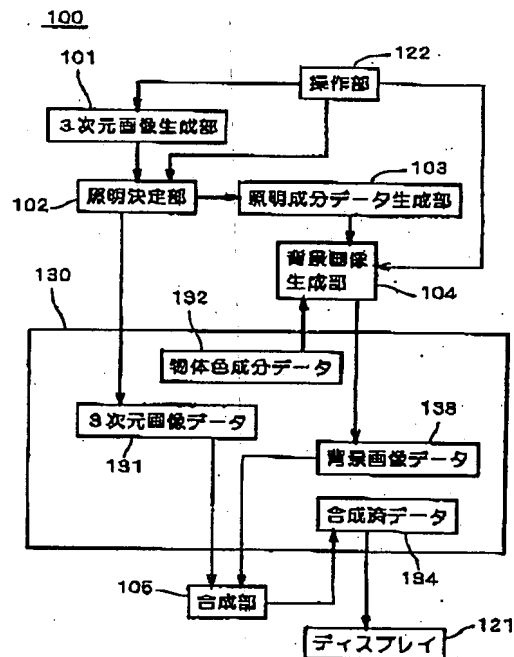 100
101
122
操作部
3次元画像生成部
103
102
照明決定部
照明成分データ生成部
背景画像
生成部
104
130
132
物体色成分データ
3次元画像データ
131
133
背景画像データ
合成済データ
134
105
合成部
121
ディスプレイ